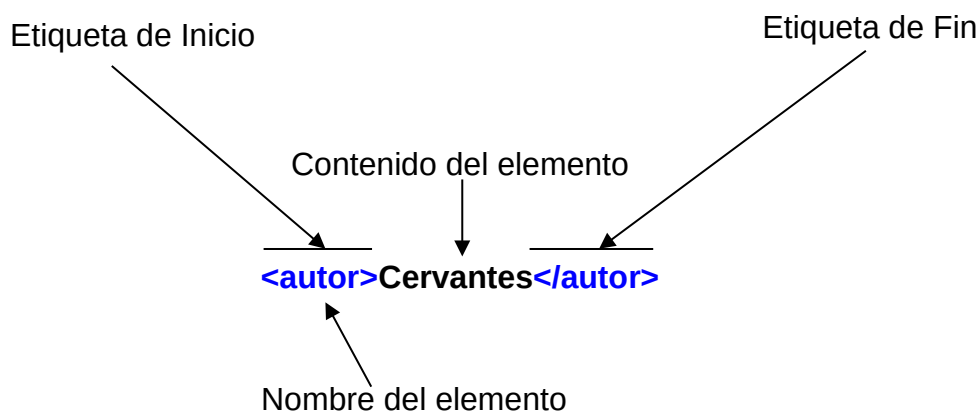 Etiqueta de Inicio
Etiqueta de Fin
Contenido del elemento
<autor>Cervantes</autor>
Nombre del elemento